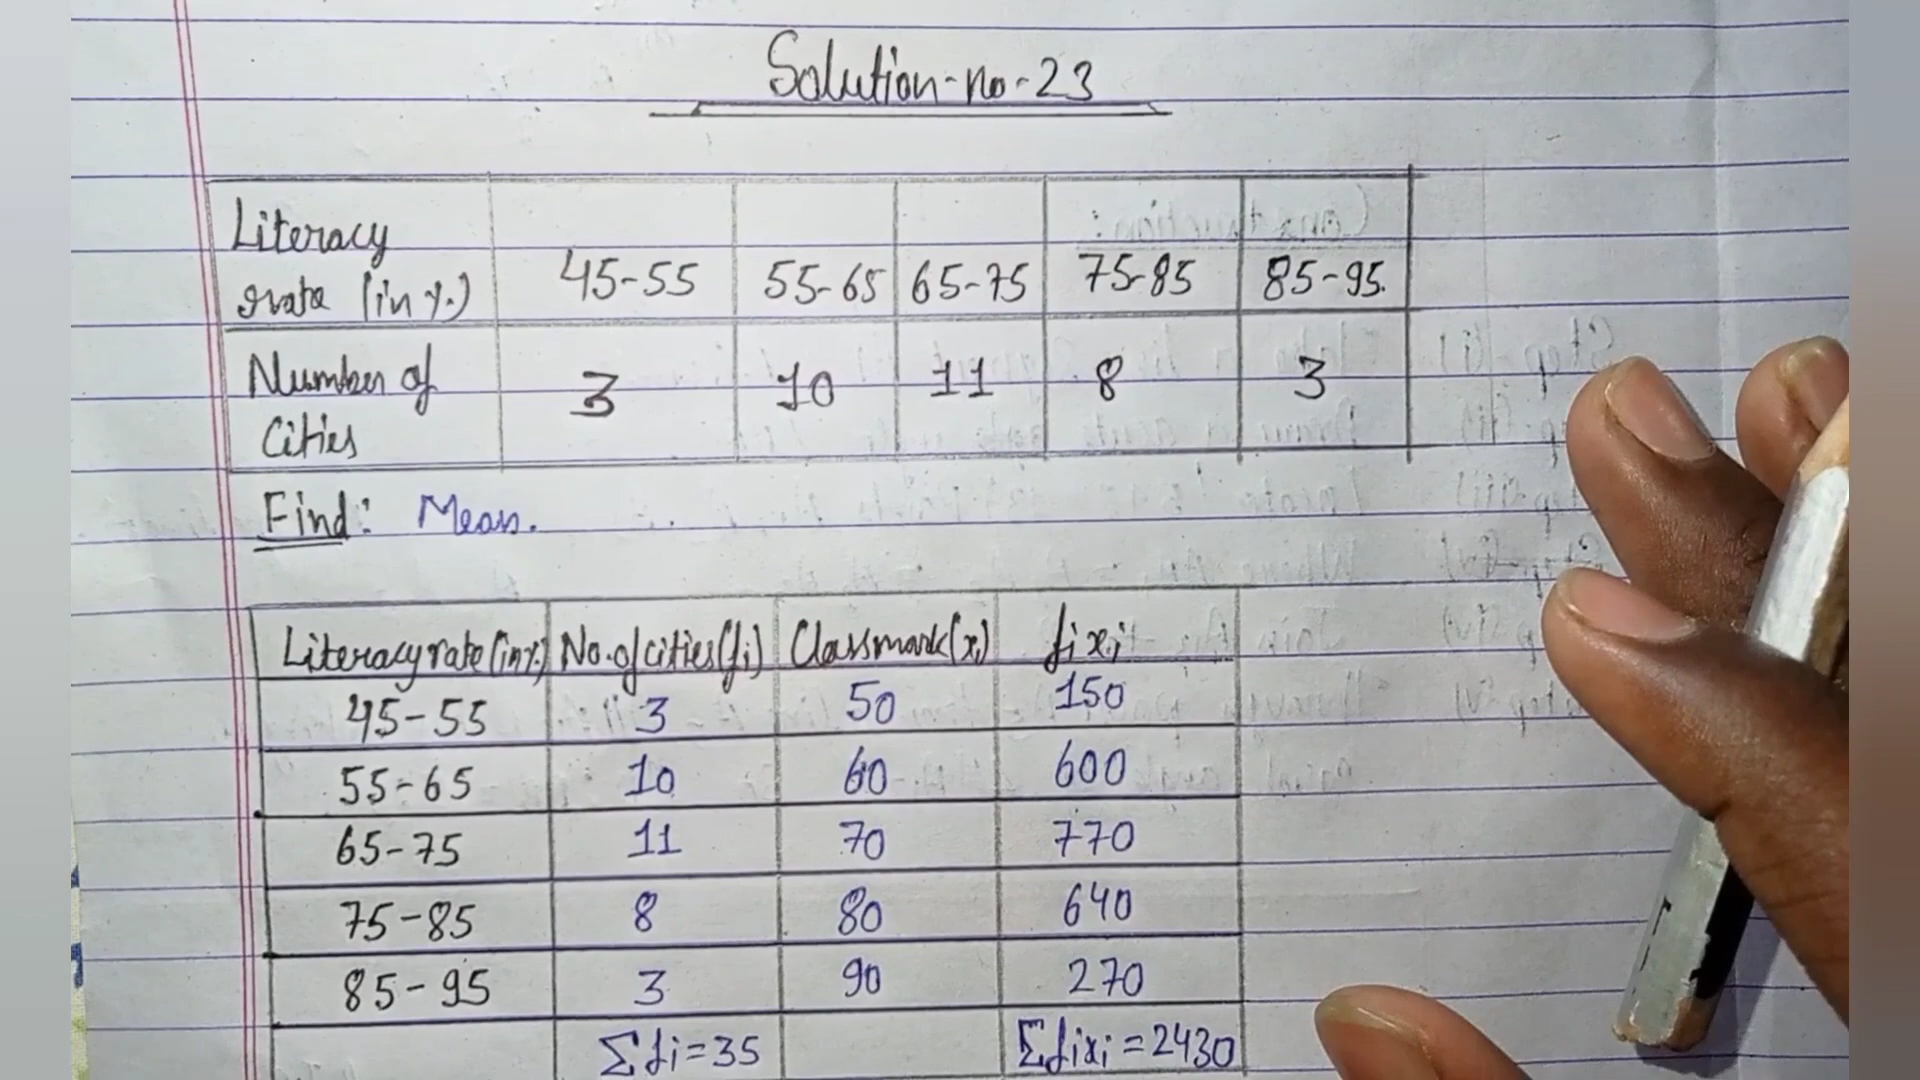 Solution-no-23
Literacy rate (in %.) 45-55 55-65 65-75 75-85 85-95.
Number of Cities 3 10 11 8 3
Find: Mean.
Literacy rate (in %.) No. of cities (fi) Classmark (xi) fixi
45-55 3 50 150
55-65 10 60 600
65-75 11 70 770
75-85 8 80 640
85-95 3 90 270
Σfi=35 Σfixi=2430